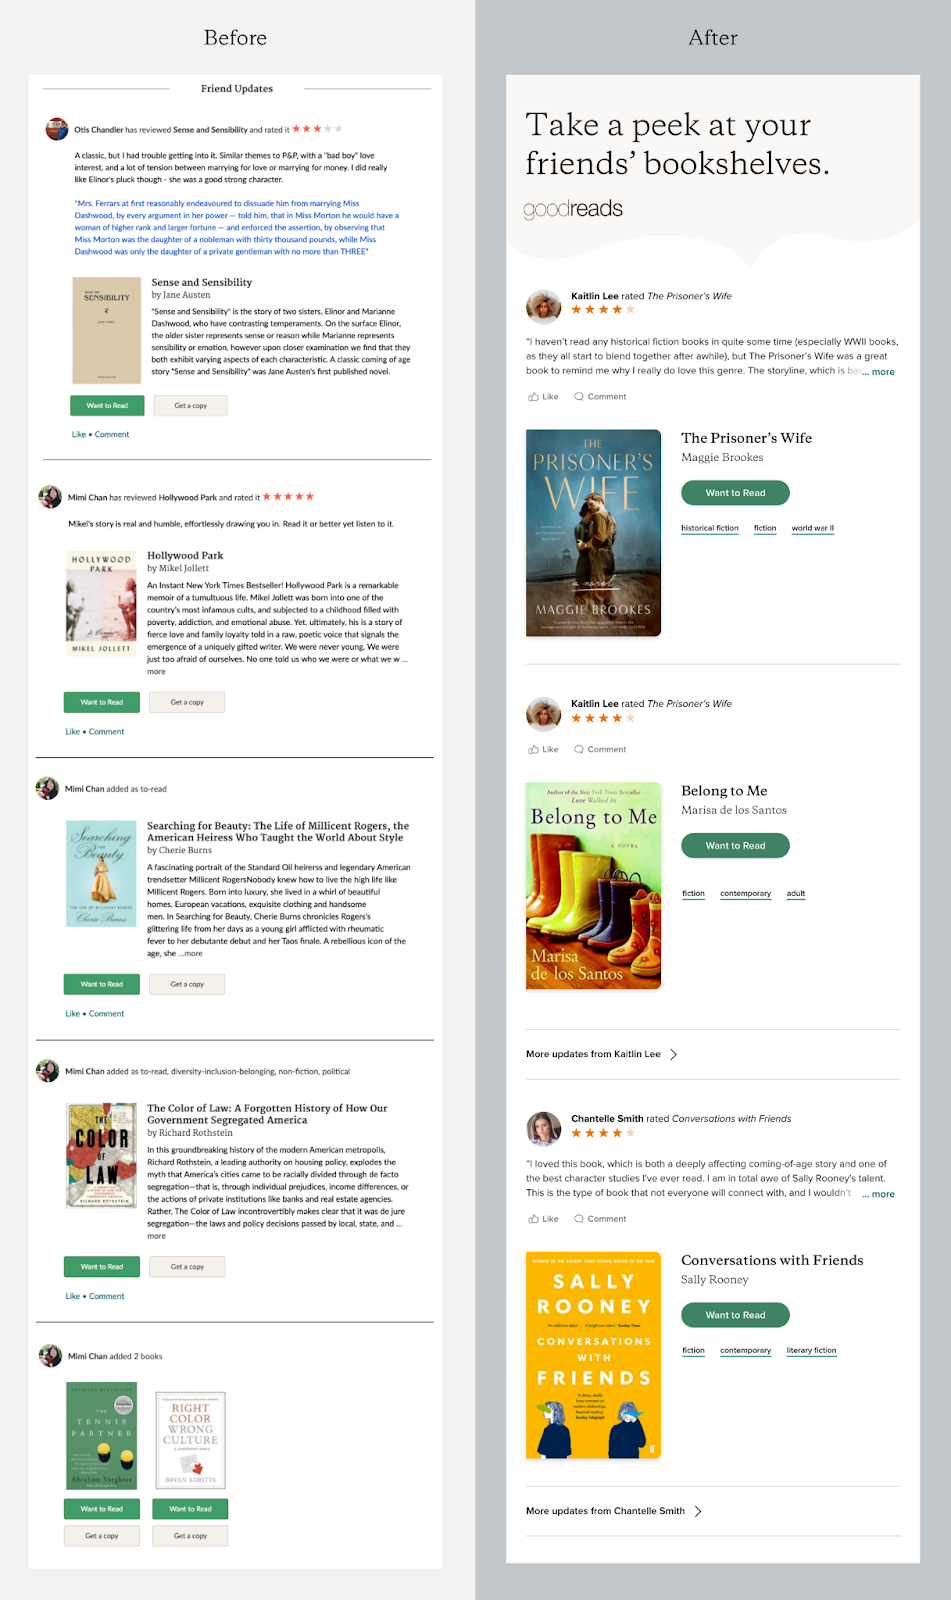 Before
Friend Updates
Otis Chandler has reviewed Sense and Sensibility and rated it
A classic, but I had trouble getting into it. Similar themes to P&P, with a "bad boy" love
interest, and a lot of tension between marrying for love or marrying for money. I did really
like Elinor's pluck though - she was a good strong character.
"Mrs. Ferrars at first reasonably endeavoured to dissuade him from marrying Miss
Dashwood, by every argument in her power — told him, that in Miss Morton he would have a
woman of higher rank and larger fortune — and enforced the assertion, by observing that
Miss Morton was the daughter of a nobleman with thirty thousand pounds, while Miss
Dashwood was only the daughter of a private gentleman with no more than THREE"
SENSIBILITY
Sense and Sensibility
by Jane Austen
"Sense and Sensibility" is the story of two sisters, Elinor and Marianne
Dashwood, who have contrasting temperaments. On the surface Elinor,
the older sister represents sense or reason while Marianne represents
sensibility or emotion, however upon closer examination we find that they
both exhibit varying aspects of each characteristic. A classic coming of age
story "Sense and Sensibility" was Jane Austen's first published novel.
Want to Read
Get a copy
Like • Comment
Mimi Chan has reviewed Hollywood Park and rated it
Mikel's story is real and humble, effortlessly drawing you in. Read it or better yet listen to it.
HOLLYWOOD
PARK
A Memoir
MIKEL JOLLETT
Hollywood Park
by Mikel Jollett
An Instant New York Times Bestseller! Hollywood Park is a remarkable
memoir of a tumultuous life. Mikel Jollett was born into one of the
country's most infamous cults, and subjected to a childhood filled with
poverty, addiction, and emotional abuse. Yet, ultimately, his is a story of
fierce love and family loyalty told in a raw, poetic voice that signals the
emergence of a uniquely gifted writer. We were never young. We were
just too afraid of ourselves. No one told us who we were or what we w ...
more
Want to Read
Get a copy
Like • Comment
Mimi Chan added as to-read
Searching
for
Beauty
THE LIFE OF MILLICENT ROGERS
Cherie Burns
Searching for Beauty: The Life of Millicent Rogers, the
American Heiress Who Taught the World About Style
by Cherie Burns
A fascinating portrait of the Standard Oil heirerss and legendary American
trendsetter Millicent RogersNobody knew how to live the high life like
Millicent Rogers. Born into luxury, she lived in a whirl of beautiful
homes, European vacations, exquisite clothing and handsome
men. In Searching for Beauty, Cherie Burns chronicles Rogers's
glittering life from her days as a young girl afflicted with rheumatic
fever to her debutante debut and her Taos finale. A rebellious icon of the
age, she ...more
Want to Read
Get a copy
Like • Comment
Mimi Chan added as to-read, diversity-inclusion-belonging, non-fiction, political
THE
COLOR
OF
LAW
RICHARD ROTHSTEIN
The Color of Law: A Forgotten History of How Our
Government Segregated America
by Richard Rothstein
In this groundbreaking history of the modern American metropolis,
Richard Rothstein, a leading authority on housing policy, explodes the
myth that America's cities came to be racially divided through de facto
segregation—that is, through individual prejudices, income differences, or
the actions of private institutions like banks and real estate agencies.
Rather, The Color of Law incontrovertibly makes clear that it was de jure
segregation—the laws and policy decisions passed by local, state, and ...
more
Want to Read
Get a copy
Like • Comment
Mimi Chan added 2 books
NATIONAL BESTSELLER
THE
TENNIS
PARTNER
Abraham Verghese
RIGHT
COLOR
WRONG
CULTURE
A LEADERSHIP FABLE
BRYAN LORITTS
Want to Read
Want to Read
Get a copy
Get a copy
After
Take a peek at your
friends' bookshelves.
goodreads
Kaitlin Lee rated The Prisoner's Wife
"I haven't read any historical fiction books in quite some time (especially WWII books,
as they all start to blend together after awhile), but The Prisoner's Wife was a great
book to remind me why I really do love this genre. The storyline, which is bas... more
Like
Comment
THE
PRISONER'S
WIFE
a novel
MAGGIE BROOKES
The Prisoner's Wife
Maggie Brookes
Want to Read
historical fiction
fiction
world war II
Kaitlin Lee rated The Prisoner's Wife
Like
Comment
Author of the New York Times Bestseller
Love Walked In
Belong to Me
A NOVEL
Marisa
de los Santos
Belong to Me
Marisa de los Santos
Want to Read
fiction
contemporary
adult
More updates from Kaitlin Lee
Chantelle Smith rated Conversations with Friends
"I loved this book, which is both a deeply affecting coming-of-age story and one of
the best character studies I've ever read. I am in total awe of Sally Rooney's talent.
This is the type of book that not everyone will connect with, and I wouldn't ... more
Like
Comment
WINNER OF THE SUNDAY TIMES YOUNG WRITER OF THE YEAR
SALLY
ROONEY
CONVERSATIONS
WITH
FRIENDS
Conversations with Friends
Sally Rooney
Want to Read
fiction
contemporary
literary fiction
More updates from Chantelle Smith